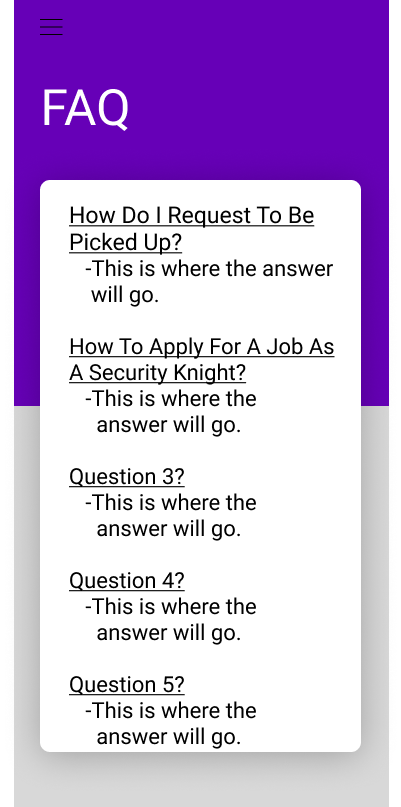 FAQ
How Do I Request To Be
Picked Up?
-This is where the answer
will go.
How To Apply For A Job As
A Security Knight?
-This is where the
answer will go.
Question 3?
-This is where the
answer will go.
Question 4?
-This is where the
answer will go.
Question 5?
-This is where the
answer will go.